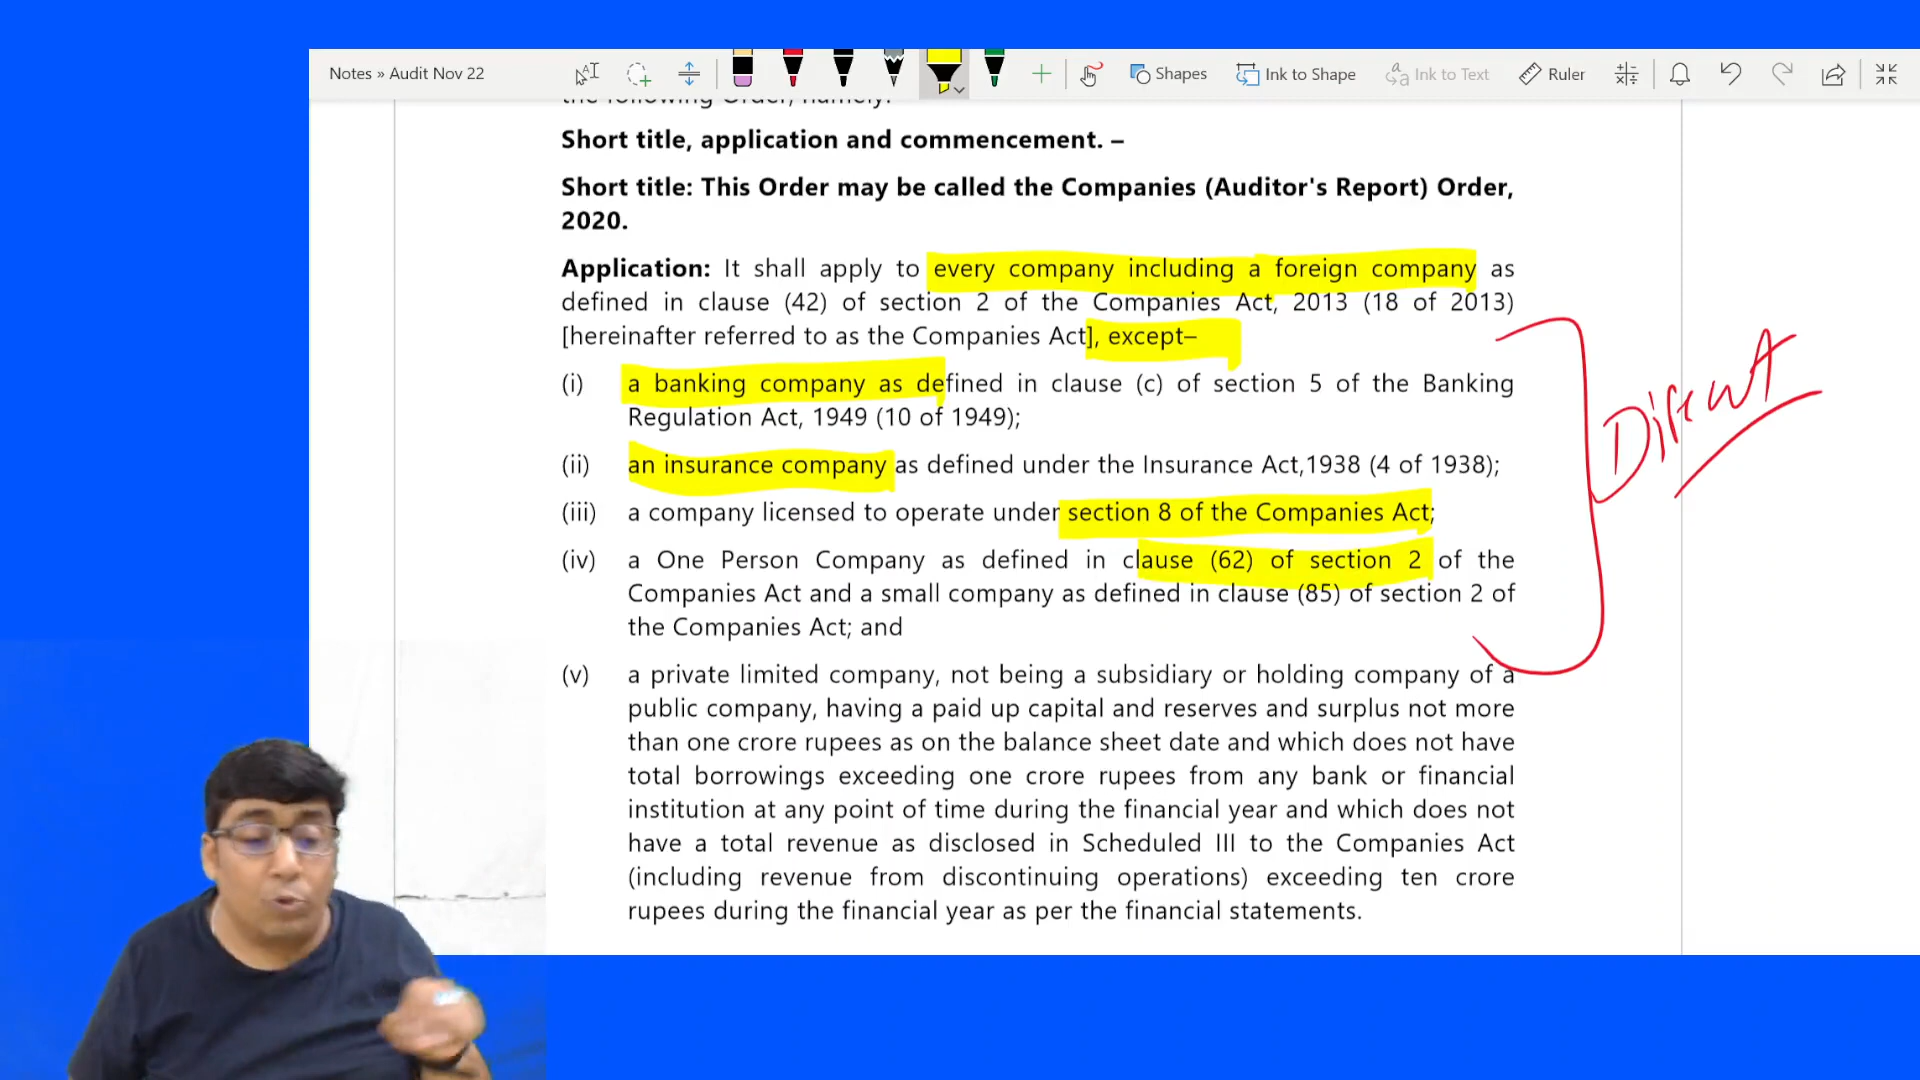 Notes » Audit Nov 22
Shapes
Ink to Shape
Ink to Text
Ruler
the following Order, namely:
Short title, application and commencement. –
Short title: This Order may be called the Companies (Auditor's Report) Order,
2020.
Application: It shall apply to every company including a foreign company as
defined in clause (42) of section 2 of the Companies Act, 2013 (18 of 2013)
[hereinafter referred to as the Companies Act], except–
(i) a banking company as defined in clause (c) of section 5 of the Banking
Regulation Act, 1949 (10 of 1949);
(ii) an insurance company as defined under the Insurance Act,1938 (4 of 1938);
(iii) a company licensed to operate under section 8 of the Companies Act;
(iv) a One Person Company as defined in clause (62) of section 2 of the
Companies Act and a small company as defined in clause (85) of section 2 of
the Companies Act; and
(v) a private limited company, not being a subsidiary or holding company of a
public company, having a paid up capital and reserves and surplus not more
than one crore rupees as on the balance sheet date and which does not have
total borrowings exceeding one crore rupees from any bank or financial
institution at any point of time during the financial year and which does not
have a total revenue as disclosed in Scheduled III to the Companies Act
(including revenue from discontinuing operations) exceeding ten crore
rupees during the financial year as per the financial statements.